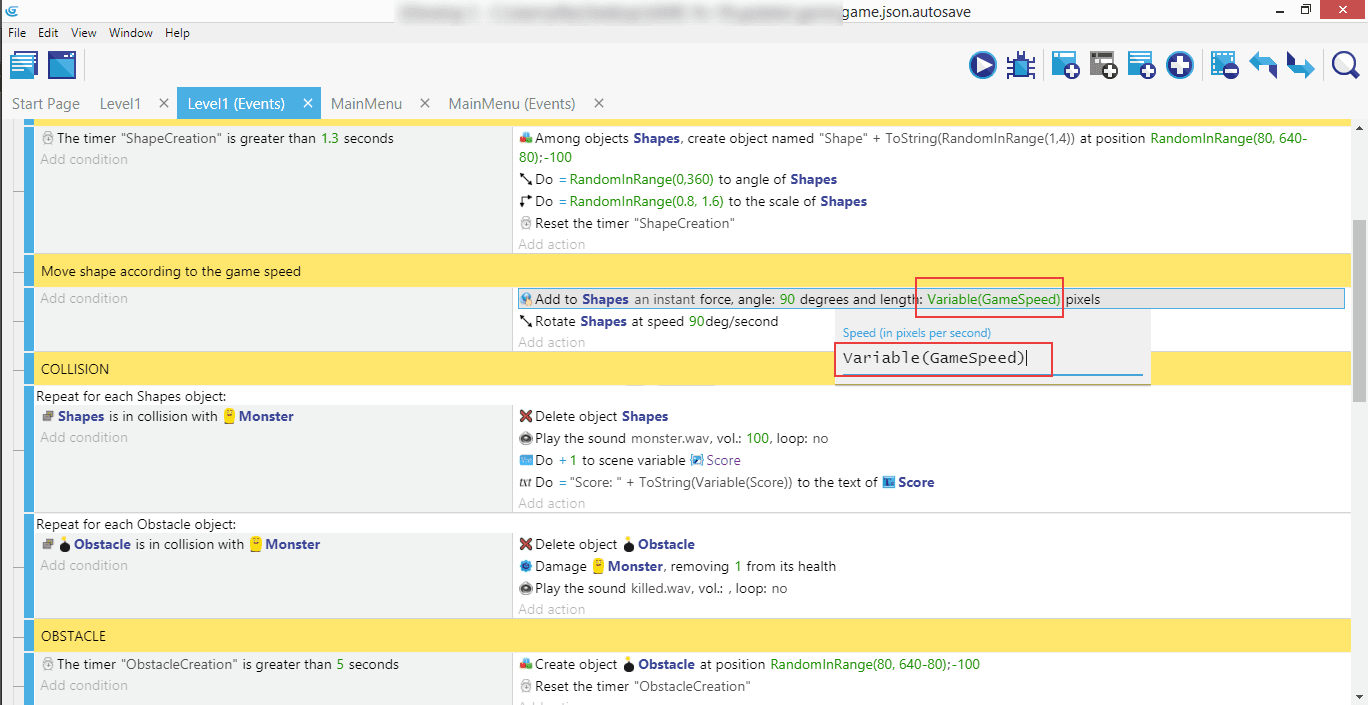 game.json.autosave
File Edit View Window Help
Start Page Level1 × Level1 (Events) × MainMenu × MainMenu (Events) ×
The timer "ShapeCreation" is greater than 1.3 seconds
Add condition
Among objects Shapes, create object named "Shape" + ToString(RandomInRange(1,4)) at position RandomInRange(80, 640-
80);-100
Do =RandomInRange(0,360) to angle of Shapes
Do =RandomInRange(0.8, 1.6) to the scale of Shapes
Reset the timer "ShapeCreation"
Add action
Move shape according to the game speed
Add condition
Add to Shapes an instant force, angle: 90 degrees and length: Variable(GameSpeed) pixels
Rotate Shapes at speed 90deg/second
Add action
Speed (in pixels per second)
Variable(GameSpeed)
COLLISION
Repeat for each Shapes object:
Shapes is in collision with Monster
Add condition
Delete object Shapes
Play the sound monster.wav, vol.: 100, loop: no
Do +1 to scene variable Score
txt Do ="Score: " + ToString(Variable(Score)) to the text of Score
Add action
Repeat for each Obstacle object:
Obstacle is in collision with Monster
Add condition
Delete object Obstacle
Damage Monster, removing 1 from its health
Play the sound killed.wav, vol.: , loop: no
Add action
OBSTACLE
The timer "ObstacleCreation" is greater than 5 seconds
Add condition
Create object Obstacle at position RandomInRange(80, 640-80);-100
Reset the timer "ObstacleCreation"
Add action